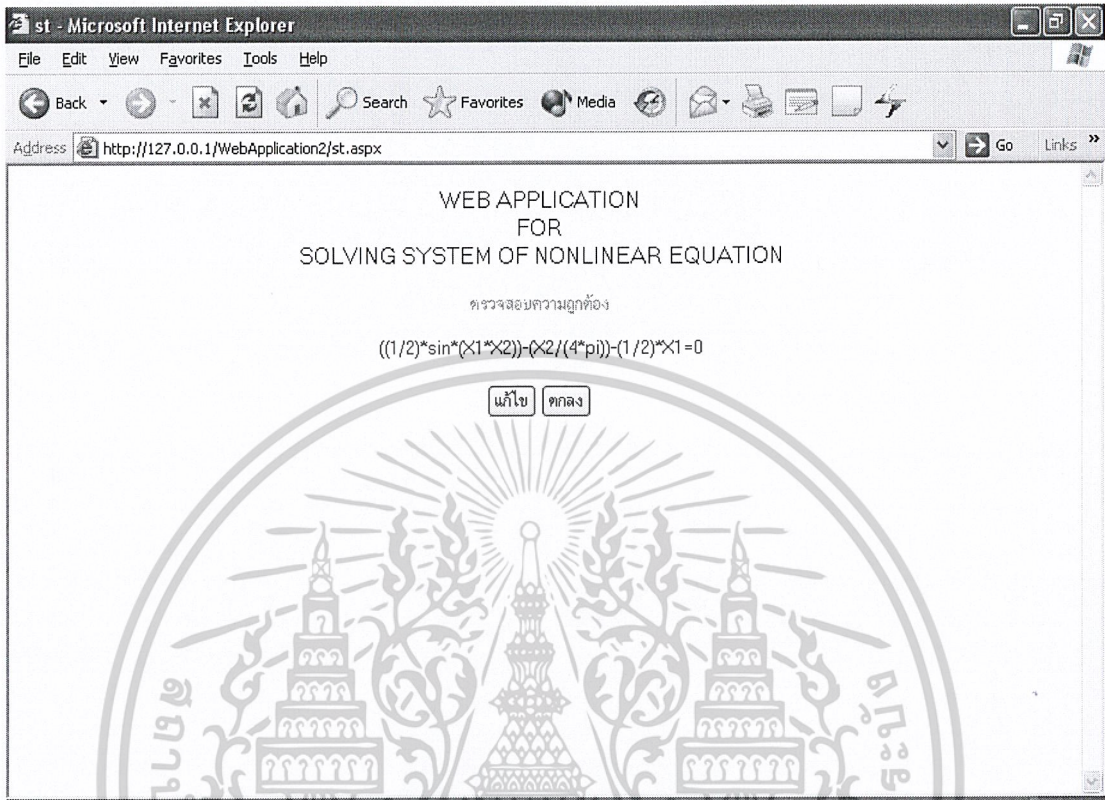 st - Microsoft Internet Explorer
File Edit View Favorites Tools Help
Back Search Favorites Media
Address http://127.0.0.1/WebApplication2/st.aspx Go Links »
WEB APPLICATION
FOR
SOLVING SYSTEM OF NONLINEAR EQUATION
ตรวจสอบความถูกต้อง
((1/2)*sin*(X1*X2))-(X2/(4*pi))-(1/2)*X1=0
แก้ไข ตกลง